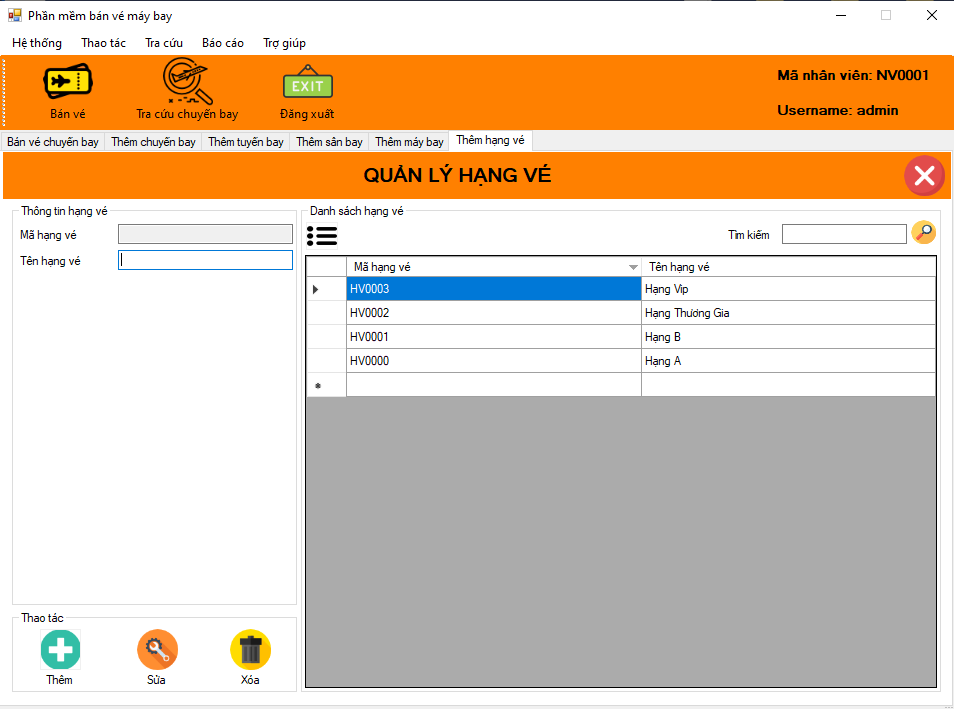 Phần mềm bán vé máy bay
Hệ thống Thao tác Tra cứu Báo cáo Trợ giúp
EXIT
Bán vé Tra cứu chuyến bay Đăng xuất
Mã nhân viên: NV0001
Username: admin
Bán vé chuyến bay Thêm chuyến bay Thêm tuyến bay Thêm sân bay Thêm máy bay Thêm hạng vé
QUẢN LÝ HẠNG VÉ
Thông tin hạng vé
Mã hạng vé
Tên hạng vé
Danh sách hạng vé
Tìm kiếm
Mã hạng vé Tên hạng vé
HV0003 Hạng Vip
HV0002 Hạng Thương Gia
HV0001 Hạng B
HV0000 Hạng A
Thao tác
Thêm Sửa Xóa